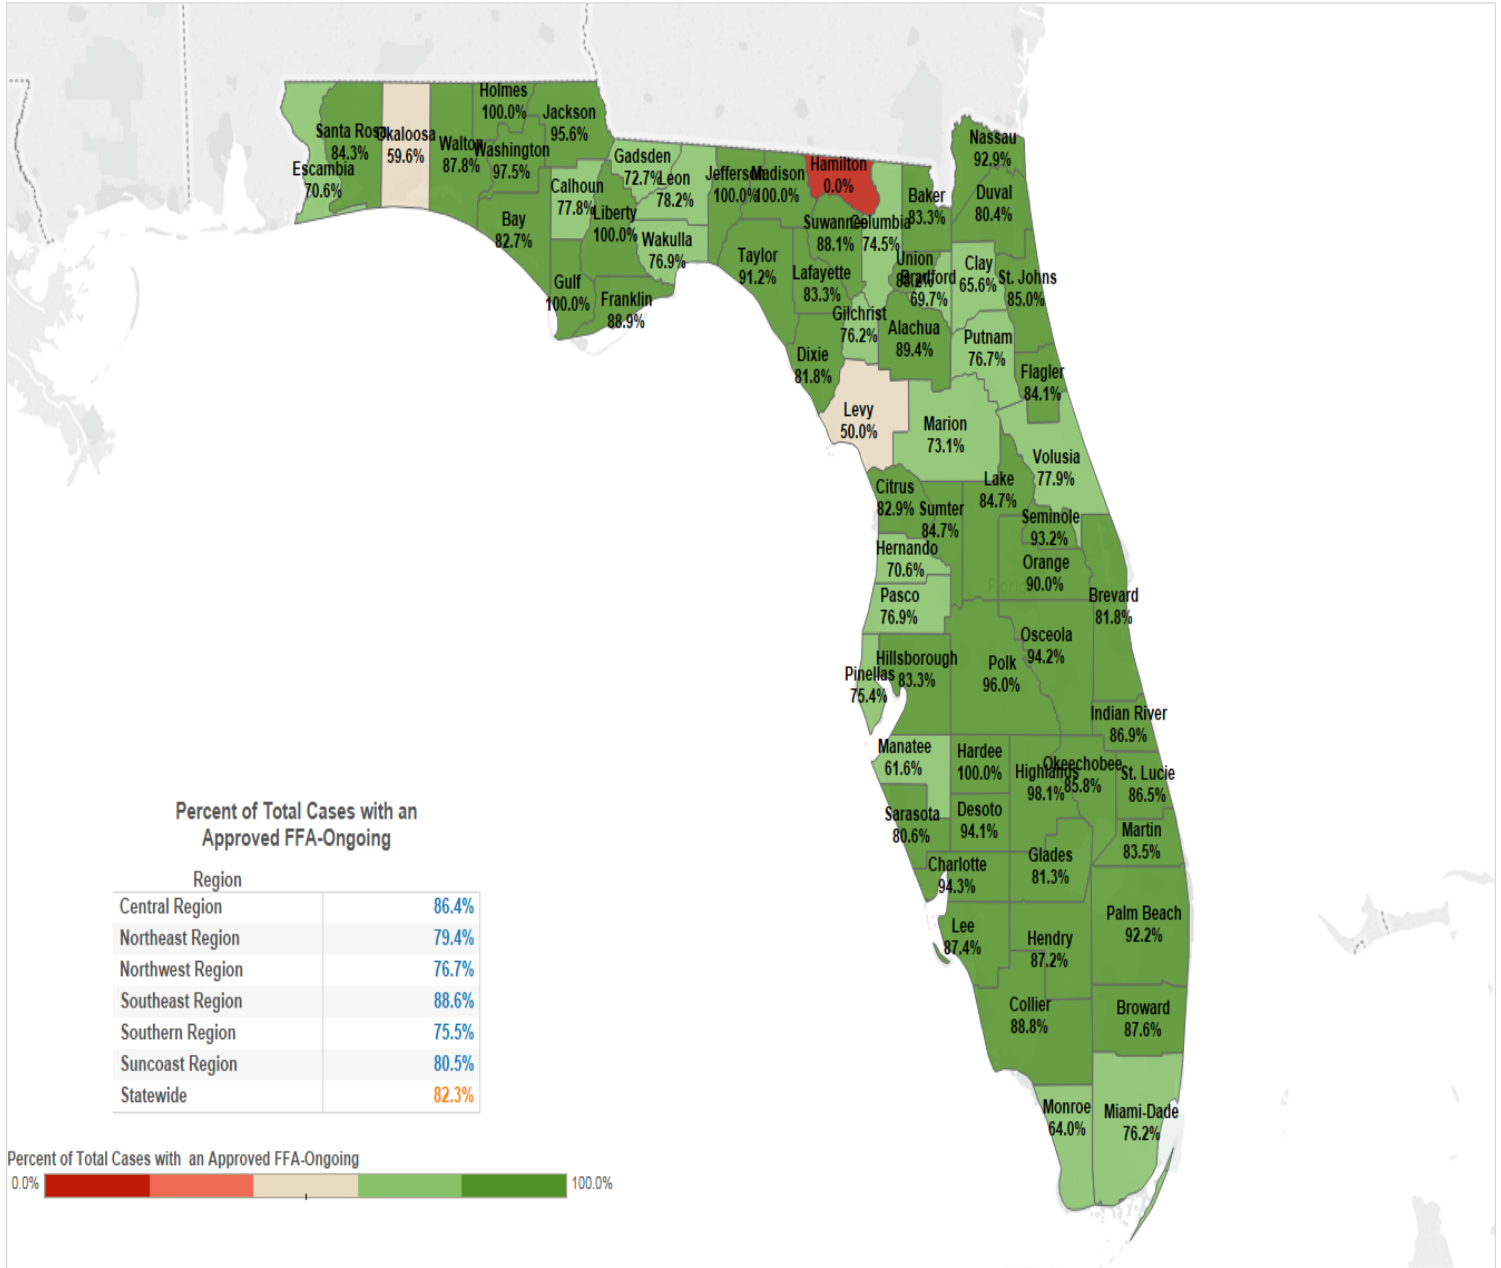 Holmes
100.0%
Jackson
95.6%
Santa Rosa
84.3%
Okaloosa
59.6%
Walton
87.8%
Washington
97.5%
Escambia
70.6%
Gadsden
72.7%
Leon
78.2%
Jefferson
100.0%
Madison
100.0%
Hamilton
0.0%
Nassau
92.9%
Calhoun
77.8%
Liberty
100.0%
Bay
82.7%
Wakulla
76.9%
Suwannee
88.1%
Columbia
74.5%
Baker
83.3%
Duval
80.4%
Taylor
91.2%
Lafayette
83.3%
Union
Bradford
69.7%
Clay
65.6%
St. Johns
85.0%
Gulf
100.0%
Franklin
88.9%
Gilchrist
76.2%
Alachua
89.4%
Putnam
76.7%
Dixie
81.8%
Flagler
84.1%
Levy
50.0%
Marion
73.1%
Volusia
77.9%
Citrus
82.9%
Sumter
84.7%
Lake
84.7%
Seminole
93.2%
Hernando
70.6%
Orange
90.0%
Florida
Pasco
76.9%
Brevard
81.8%
Osceola
94.2%
Pinellas
75.4%
Hillsborough
83.3%
Polk
96.0%
Indian River
86.9%
Manatee
61.6%
Hardee
100.0%
Highlands
98.1%
Okeechobee
85.8%
St. Lucie
86.5%
Sarasota
80.6%
Desoto
94.1%
Martin
83.5%
Charlotte
94.3%
Glades
81.3%
Lee
87.4%
Hendry
87.2%
Palm Beach
92.2%
Collier
88.8%
Broward
87.6%
Monroe
64.0%
Miami-Dade
76.2%
Percent of Total Cases with an
Approved FFA-Ongoing
Region
Central Region 86.4%
Northeast Region 79.4%
Northwest Region 76.7%
Southeast Region 88.6%
Southern Region 75.5%
Suncoast Region 80.5%
Statewide 82.3%
Percent of Total Cases with an Approved FFA-Ongoing
0.0% 100.0%